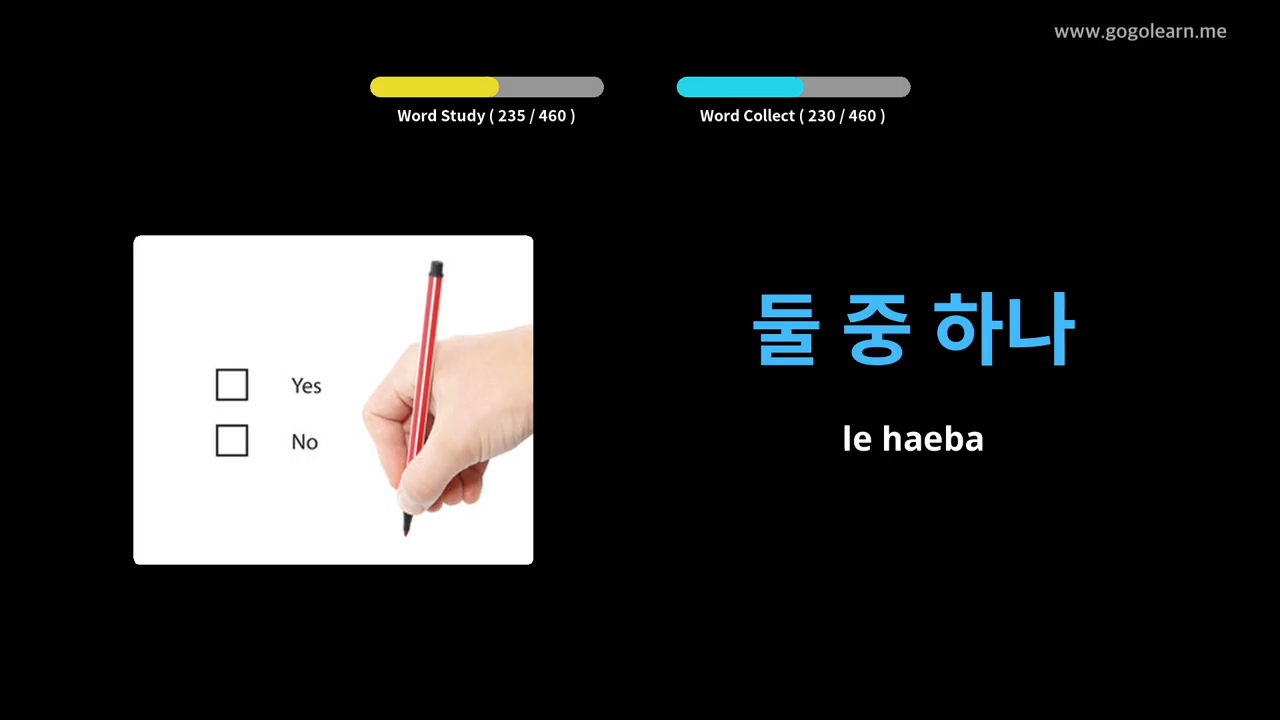 www.gogolearn.me
Word Study ( 235 / 460 )
Word Collect ( 230 / 460 )
Yes
No
둘 중 하나
le haeba